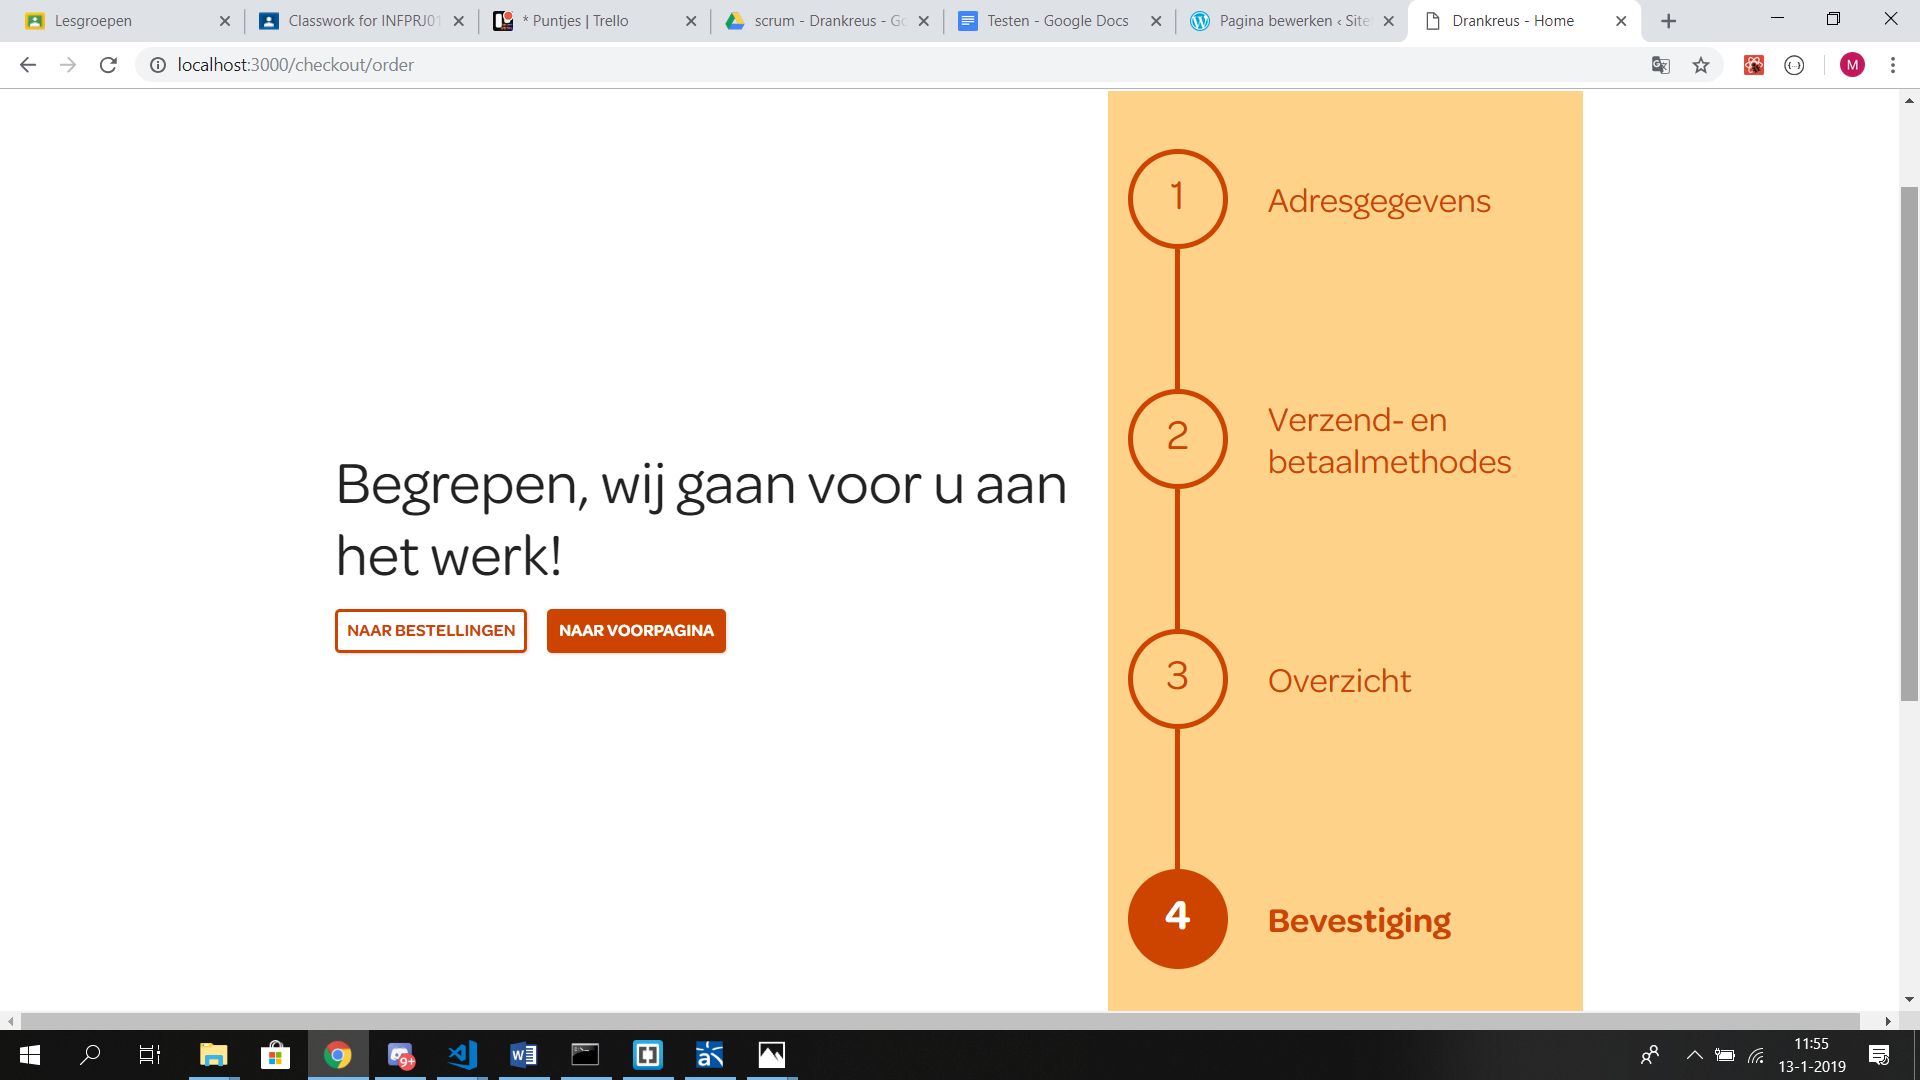 Lesgroepen
Classwork for INFPRJ01
* Puntjes | Trello
scrum - Drankreus - Go
Testen - Google Docs
Pagina bewerken ‹ Site
Drankreus - Home
localhost:3000/checkout/order
M
1
Adresgegevens
2
Verzend- en
betaalmethodes
Begrepen, wij gaan voor u aan
het werk!
NAAR BESTELLINGEN
NAAR VOORPAGINA
3
Overzicht
4
Bevestiging
9+
11:55
13-1-2019